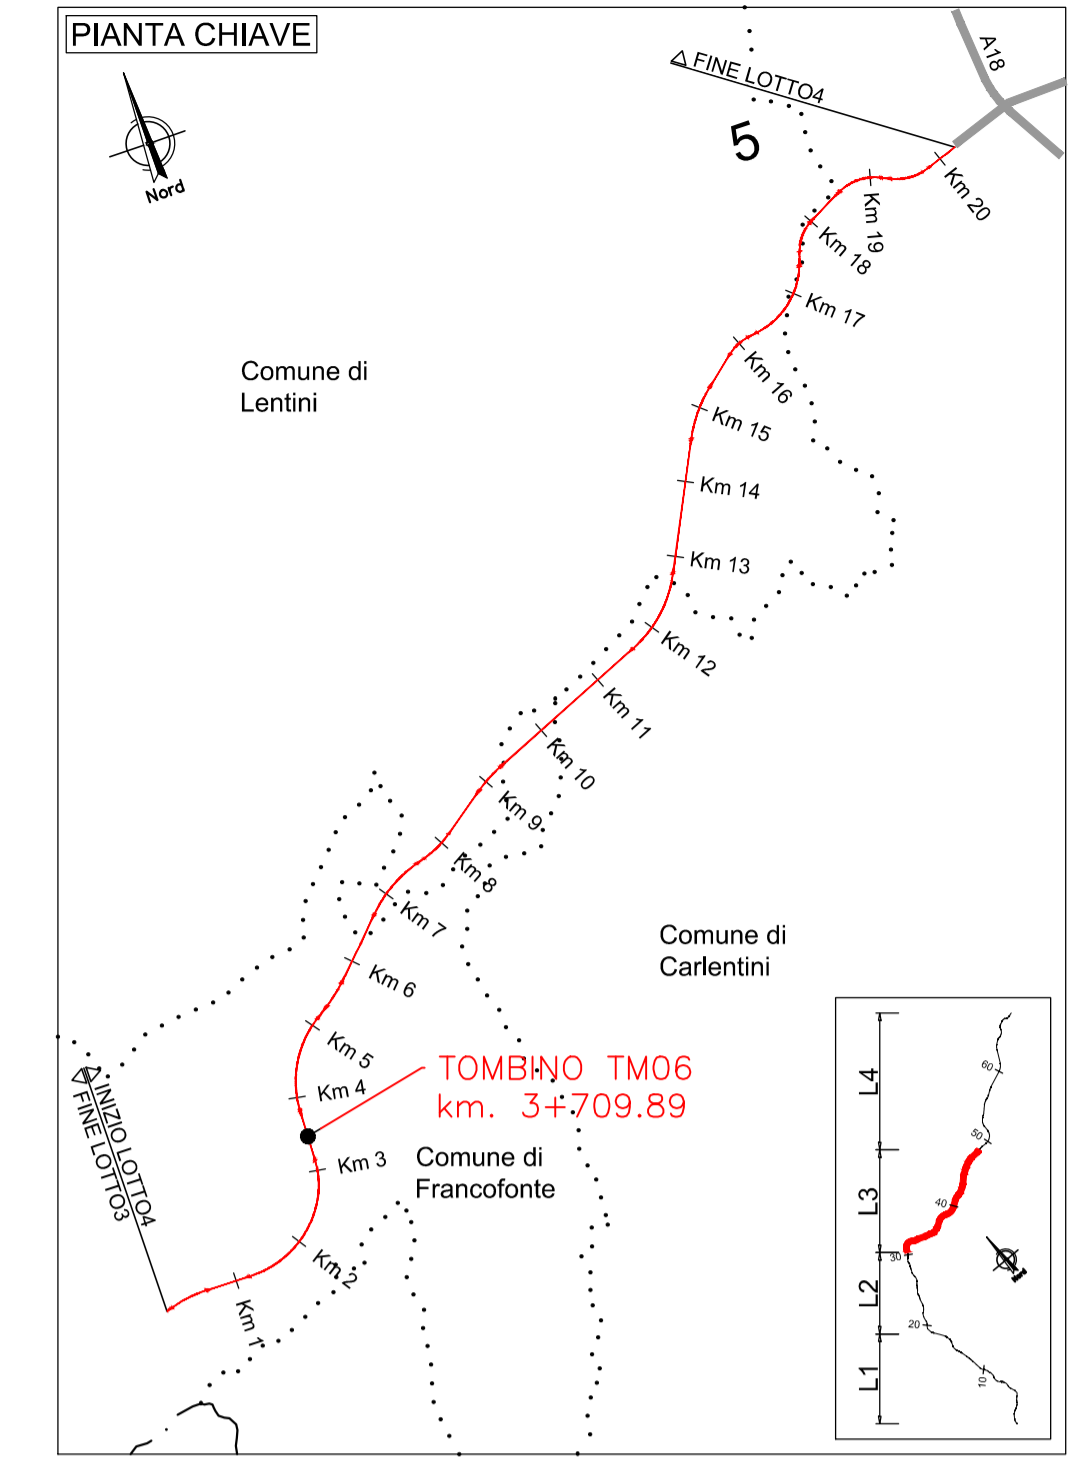 PIANTA CHIAVE
A18
FINE LOTTO4
5
Nord
Km 20
Km 19
Km 18
Km 17
Comune di
Lentini
Km 16
Km 15
Km 14
Km 13
Km 12
Km 11
Km 10
Km 9
Km 8
Km 7
Comune di
Carlentini
Km 6
Km 5
TOMBINO TM06
km. 3+709.89
Km 4
Km 3
Comune di
Francofonte
INIZIO LOTTO4
FINE LOTTO3
Km 2
Km 1
L4
60
50
L3
40
30
L2
20
L1
10